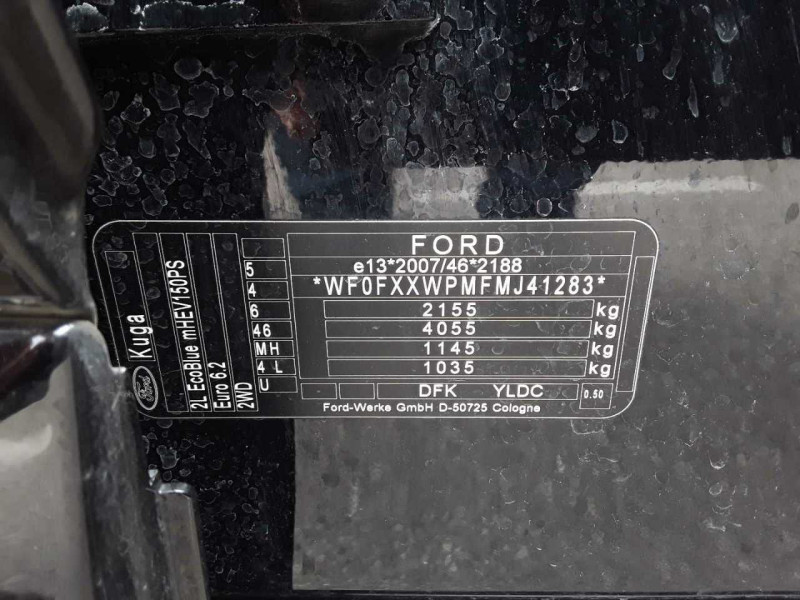 FORD
e13*2007/46*2188
*WF0FXXWPMFMJ41283*
2155 kg
4055 kg
1145 kg
1035 kg
DFK YLDC 0.50
Ford-Werke GmbH D-50725 Cologne
5
4
6
46
MH
4 L
U
2WD
2L EcoBlue mHEV150PS
Euro 6.2
Kuga
Ford